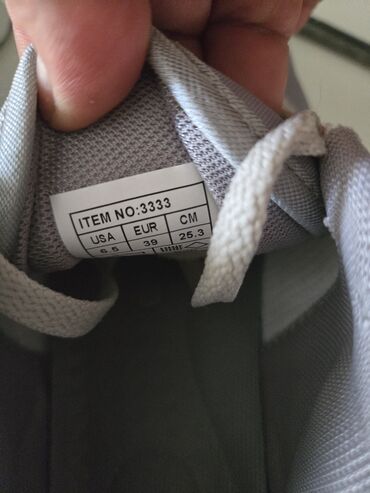 ITEM NO:3333
USA EUR CM
6.5 39 25.3